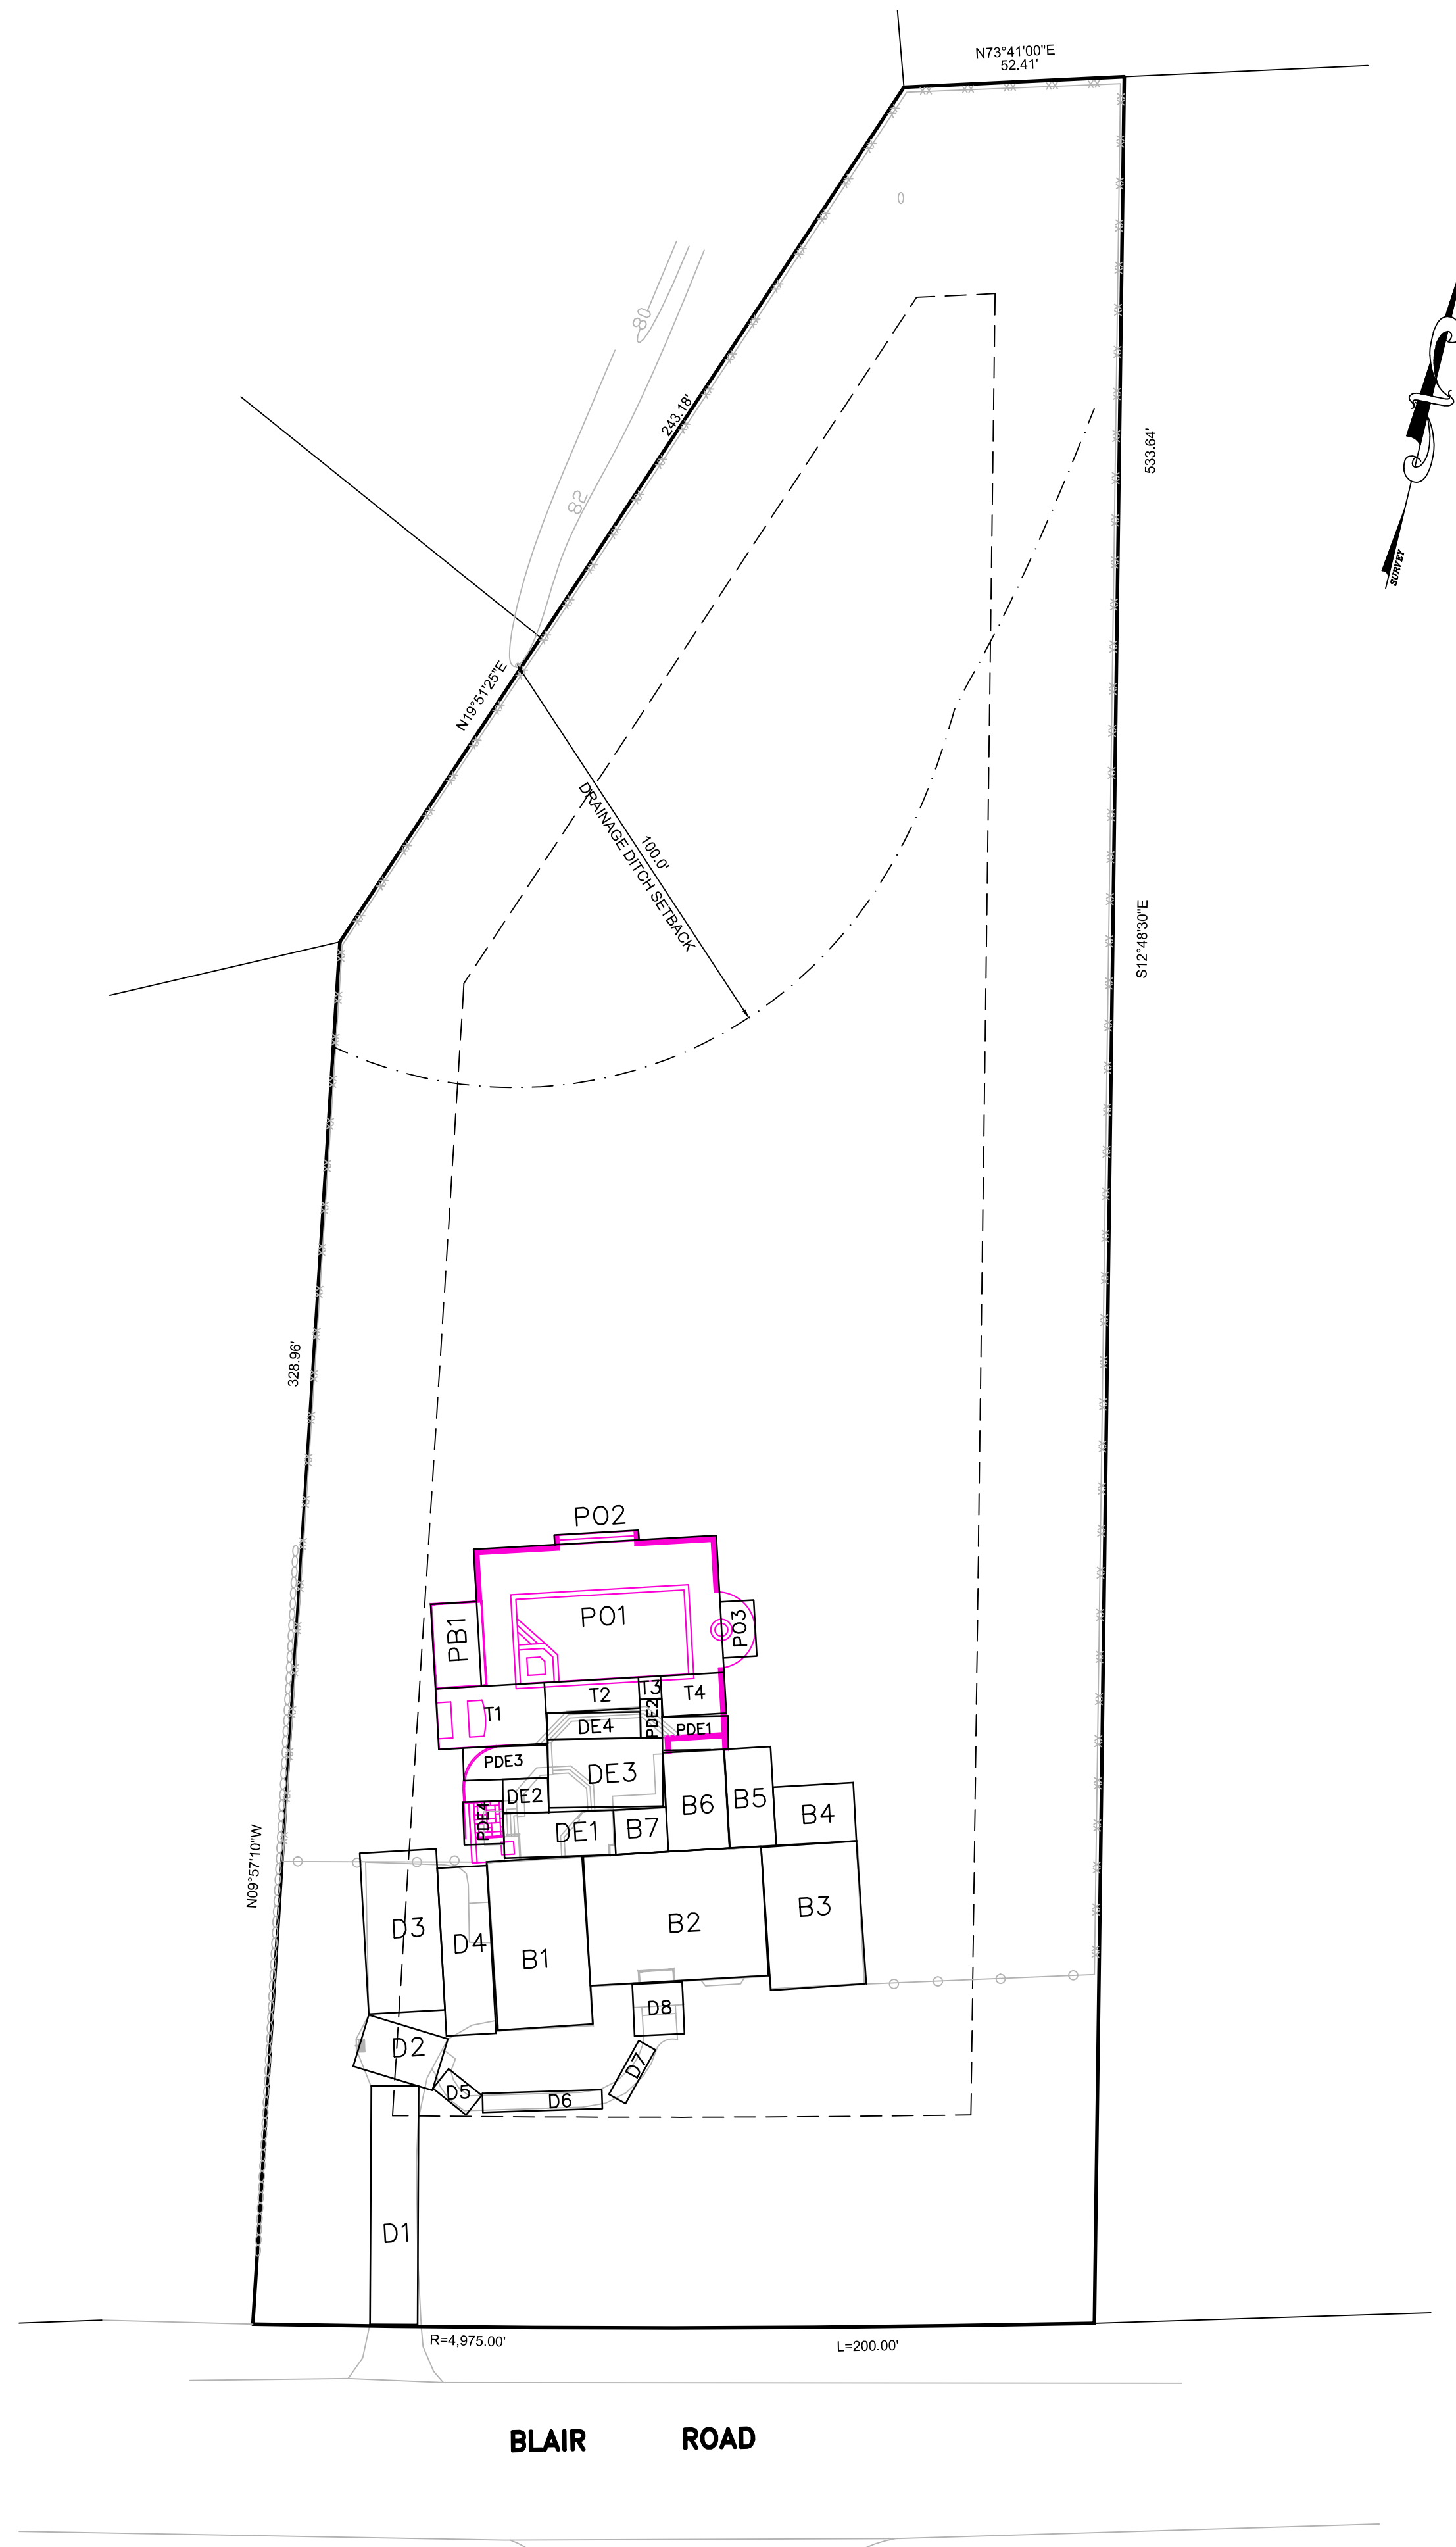 N73°41'00"E
52.41'
80
243.18'
533.64'
82
SURVEY
N19°51'25"E
100.0'
DRAINAGE DITCH SETBACK
S12°48'30"E
328.96'
PO2
PO1
PO3
PB1
T3
T2
T4
T1
PDE2
DE4
PDE1
PDE3
DE3
DE2
B5
B6
B4
PDE4
B7
DE1
B3
N09°57'10"W
B2
D3
D4
B1
D8
D2
D7
D5
D6
D1
R=4,975.00'
L=200.00'
BLAIR ROAD